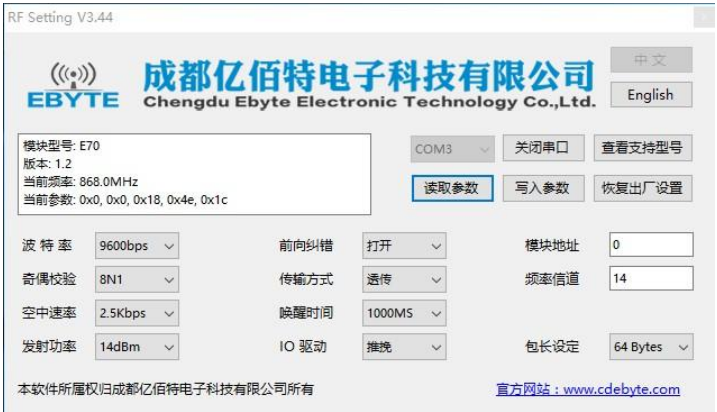 RF Setting V3.44
EBYTE
成都亿佰特电子科技有限公司
Chengdu Ebyte Electronic Technology Co.,Ltd.
中文
English
模块型号: E70
版本: 1.2
当前频率: 868.0MHz
当前参数: 0x0, 0x0, 0x18, 0x4e, 0x1c
COM3 关闭串口 查看支持型号
读取参数 写入参数 恢复出厂设置
波特率 9600bps 前向纠错 打开 模块地址 0
奇偶校验 8N1 传输方式 透传 频率信道 14
空中速率 2.5Kbps 唤醒时间 1000MS
发射功率 14dBm IO 驱动 推挽 包长设定 64 Bytes
本软件所属权归成都亿佰特电子科技有限公司所有 官方网站：www.cdebyte.com